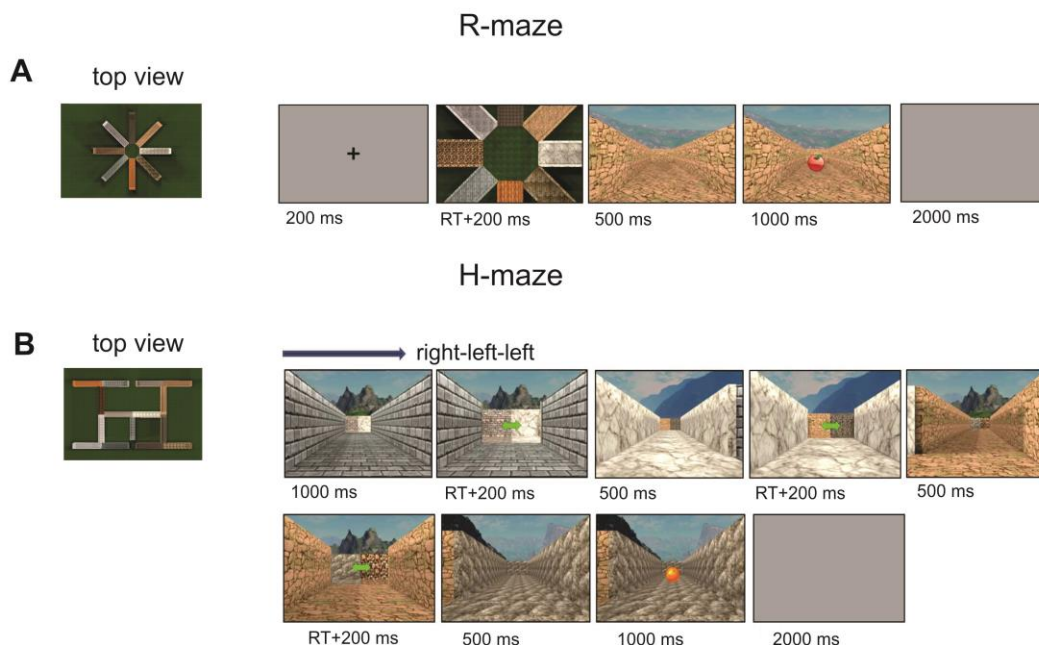 R-maze
A
top view
+
200 ms
RT+200 ms
500 ms
1000 ms
2000 ms
H-maze
B
top view
right-left-left
1000 ms
RT+200 ms
500 ms
RT+200 ms
500 ms
RT+200 ms
500 ms
1000 ms
2000 ms